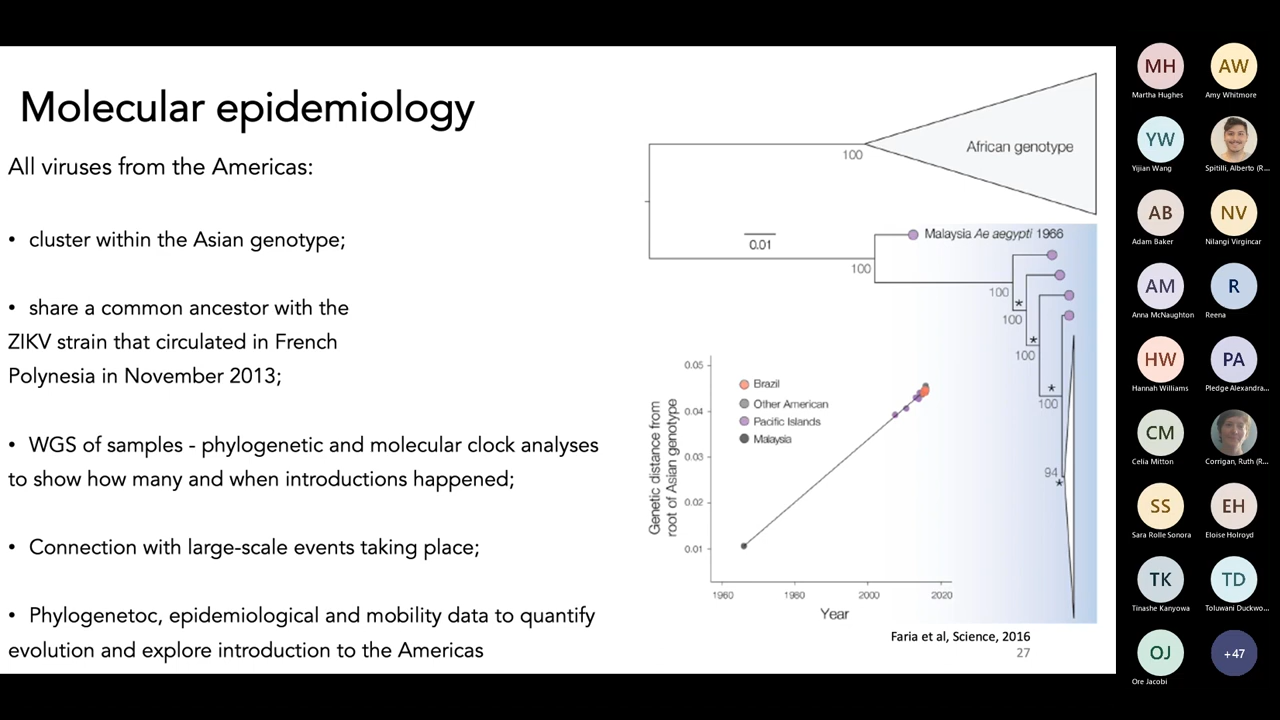 Molecular epidemiology
All viruses from the Americas:
• cluster within the Asian genotype;
• share a common ancestor with the
ZIKV strain that circulated in French
Polynesia in November 2013;
• WGS of samples - phylogenetic and molecular clock analyses
to show how many and when introductions happened;
• Connection with large-scale events taking place;
• Phylogenetoc, epidemiological and mobility data to quantify
evolution and explore introduction to the Americas
African genotype
100
Malaysia Ae aegypti 1966
0.01
100
100
*
100
*
100
*
100
94
*
Genetic distance from
root of Asian genotype
0.05
0.04
0.03
0.02
0.01
Brazil
Other American
Pacific Islands
Malaysia
1960 1980 2000 2020
Year
Faria et al, Science, 2016
27
MH AW
Martha Hughes Amy Whitmore
YW
Yijian Wang Spitilli, Alberto (R...
AB NV
Adam Baker Nilangi Virgincar
AM R
Anna McNaughton Reena
HW PA
Hannah Williams Pledge Alexandra...
CM
Celia Mitton Corrigan, Ruth (R...
SS EH
Sara Rolle Sonora Eloise Holroyd
TK TD
Tinashe Kanyowa Toluwani Duckwo...
OJ +47
Ore Jacobi